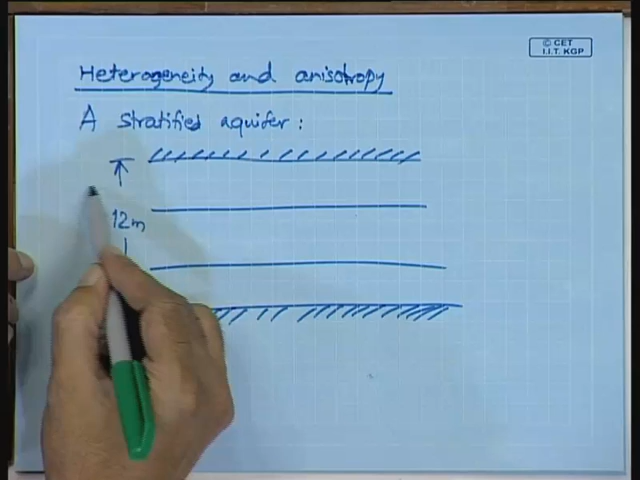 © CET
I.I.T. KGP
Heterogeneity and anisotropy
A stratified aquifer:
12m